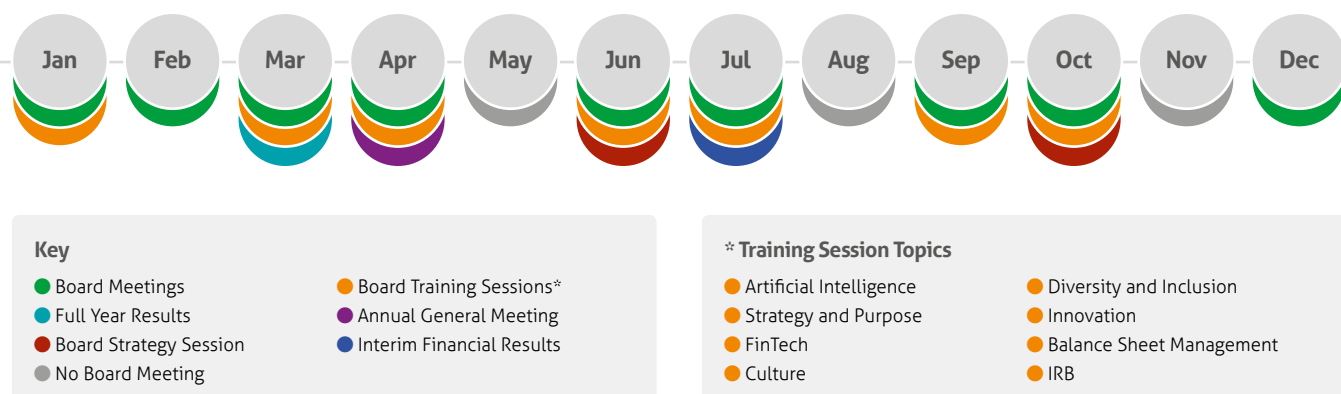 Jan Feb Mar Apr May Jun Jul Aug Sep Oct Nov Dec
Key
Board Meetings
Full Year Results
Board Strategy Session
No Board Meeting
Board Training Sessions*
Annual General Meeting
Interim Financial Results
* Training Session Topics
Artificial Intelligence
Strategy and Purpose
FinTech
Culture
Diversity and Inclusion
Innovation
Balance Sheet Management
IRB